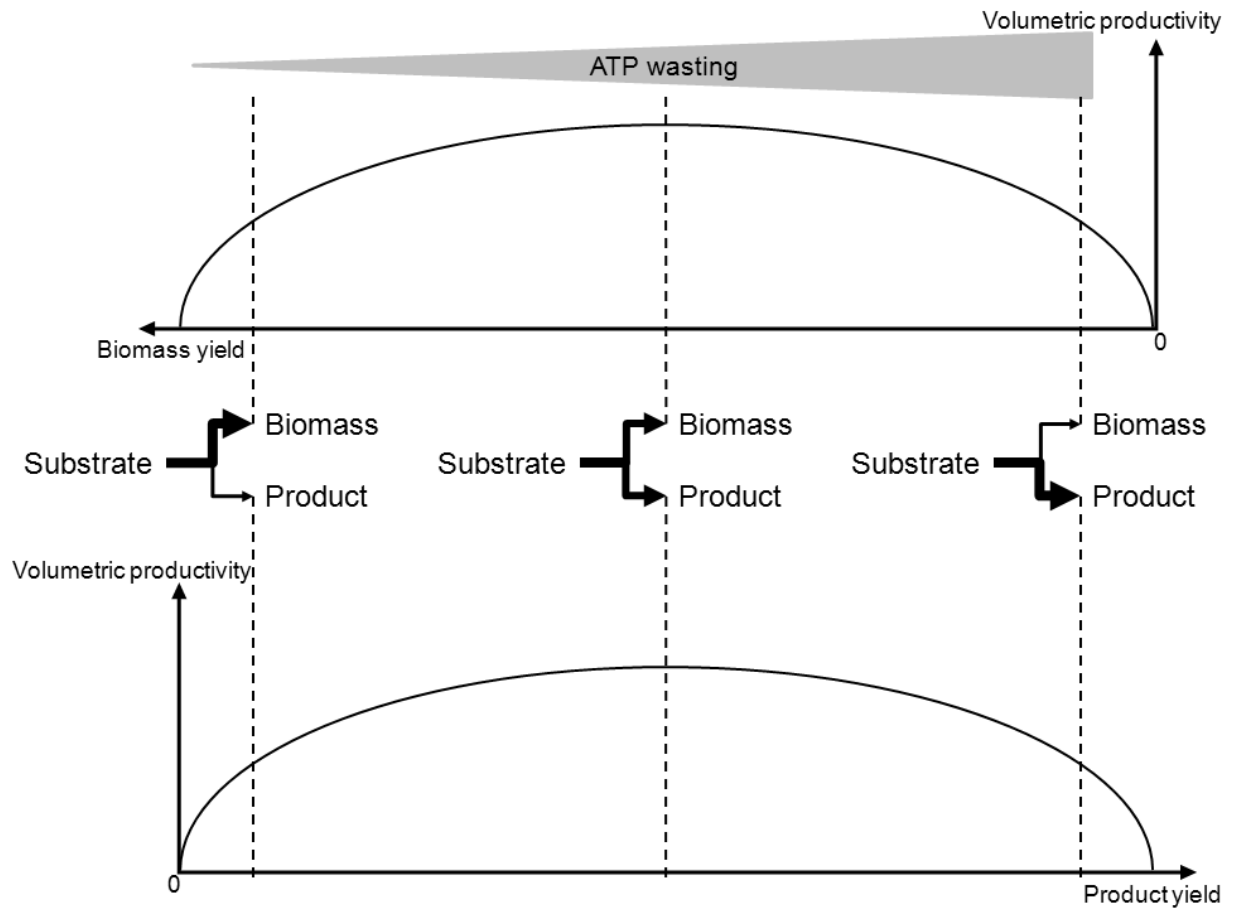 Volumetric productivity
ATP wasting
Biomass yield
0
Biomass
Substrate
Product
Biomass
Substrate
Product
Biomass
Substrate
Product
Volumetric productivity
0
Product yield